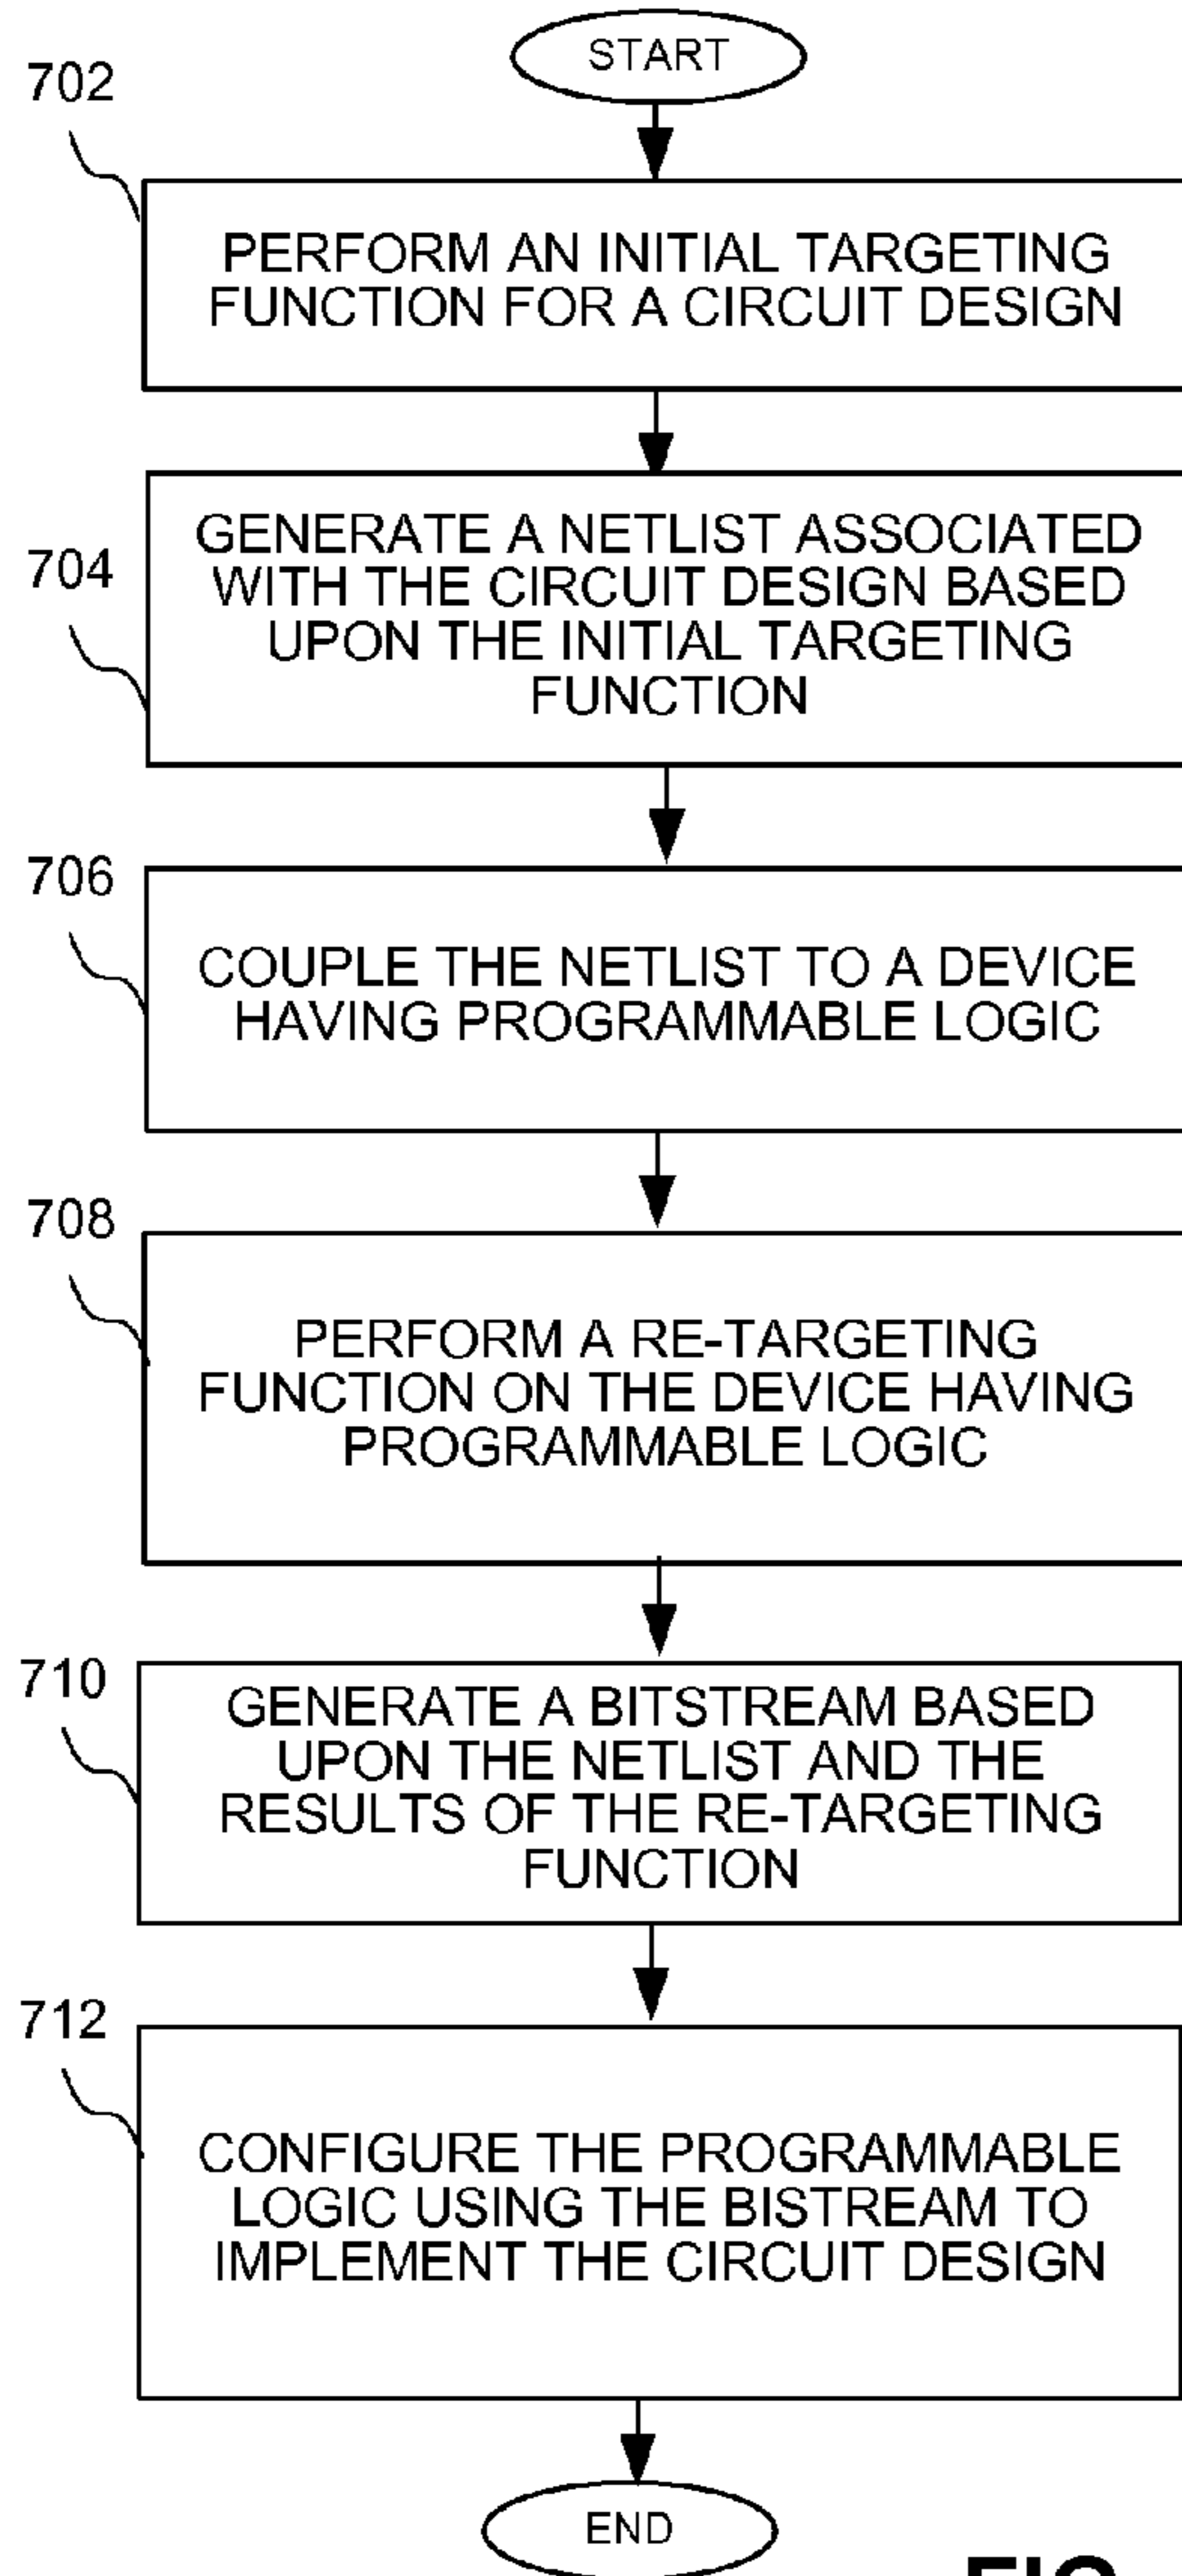 START
702
PERFORM AN INITIAL TARGETING
FUNCTION FOR A CIRCUIT DESIGN
704
GENERATE A NETLIST ASSOCIATED
WITH THE CIRCUIT DESIGN BASED
UPON THE INITIAL TARGETING
FUNCTION
706
COUPLE THE NETLIST TO A DEVICE
HAVING PROGRAMMABLE LOGIC
708
PERFORM A RE-TARGETING
FUNCTION ON THE DEVICE HAVING
PROGRAMMABLE LOGIC
710
GENERATE A BITSTREAM BASED
UPON THE NETLIST AND THE
RESULTS OF THE RE-TARGETING
FUNCTION
712
CONFIGURE THE PROGRAMMABLE
LOGIC USING THE BISTREAM TO
IMPLEMENT THE CIRCUIT DESIGN
END